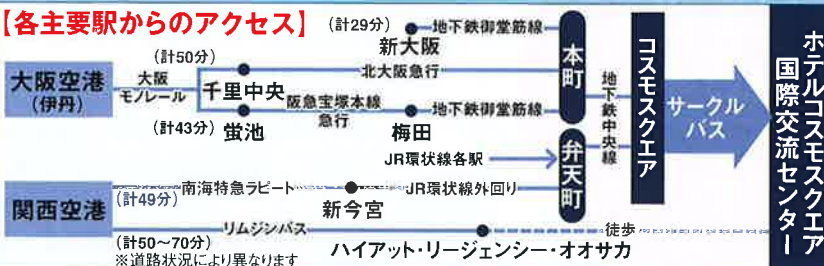 【各主要駅からのアクセス】
(計29分)
新大阪
地下鉄御堂筋線
大阪空港
(伊丹)
大阪
モノレール
(計50分)
千里中央
北大阪急行
本町
(計43分)
蛍池
阪急宝塚本線
急行
梅田
地下鉄御堂筋線
JR環状線各駅
弁天町
地下鉄中央線
コスモスクエア
サークル
バス
ホテルコスモスクエア
国際交流センター
関西空港
(計49分)
南海特急ラピート
新今宮
JR環状線外回り
リムジンバス
(計50〜70分)
※道路状況により異なります
ハイアット・リージェンシー・オオサカ
徒歩